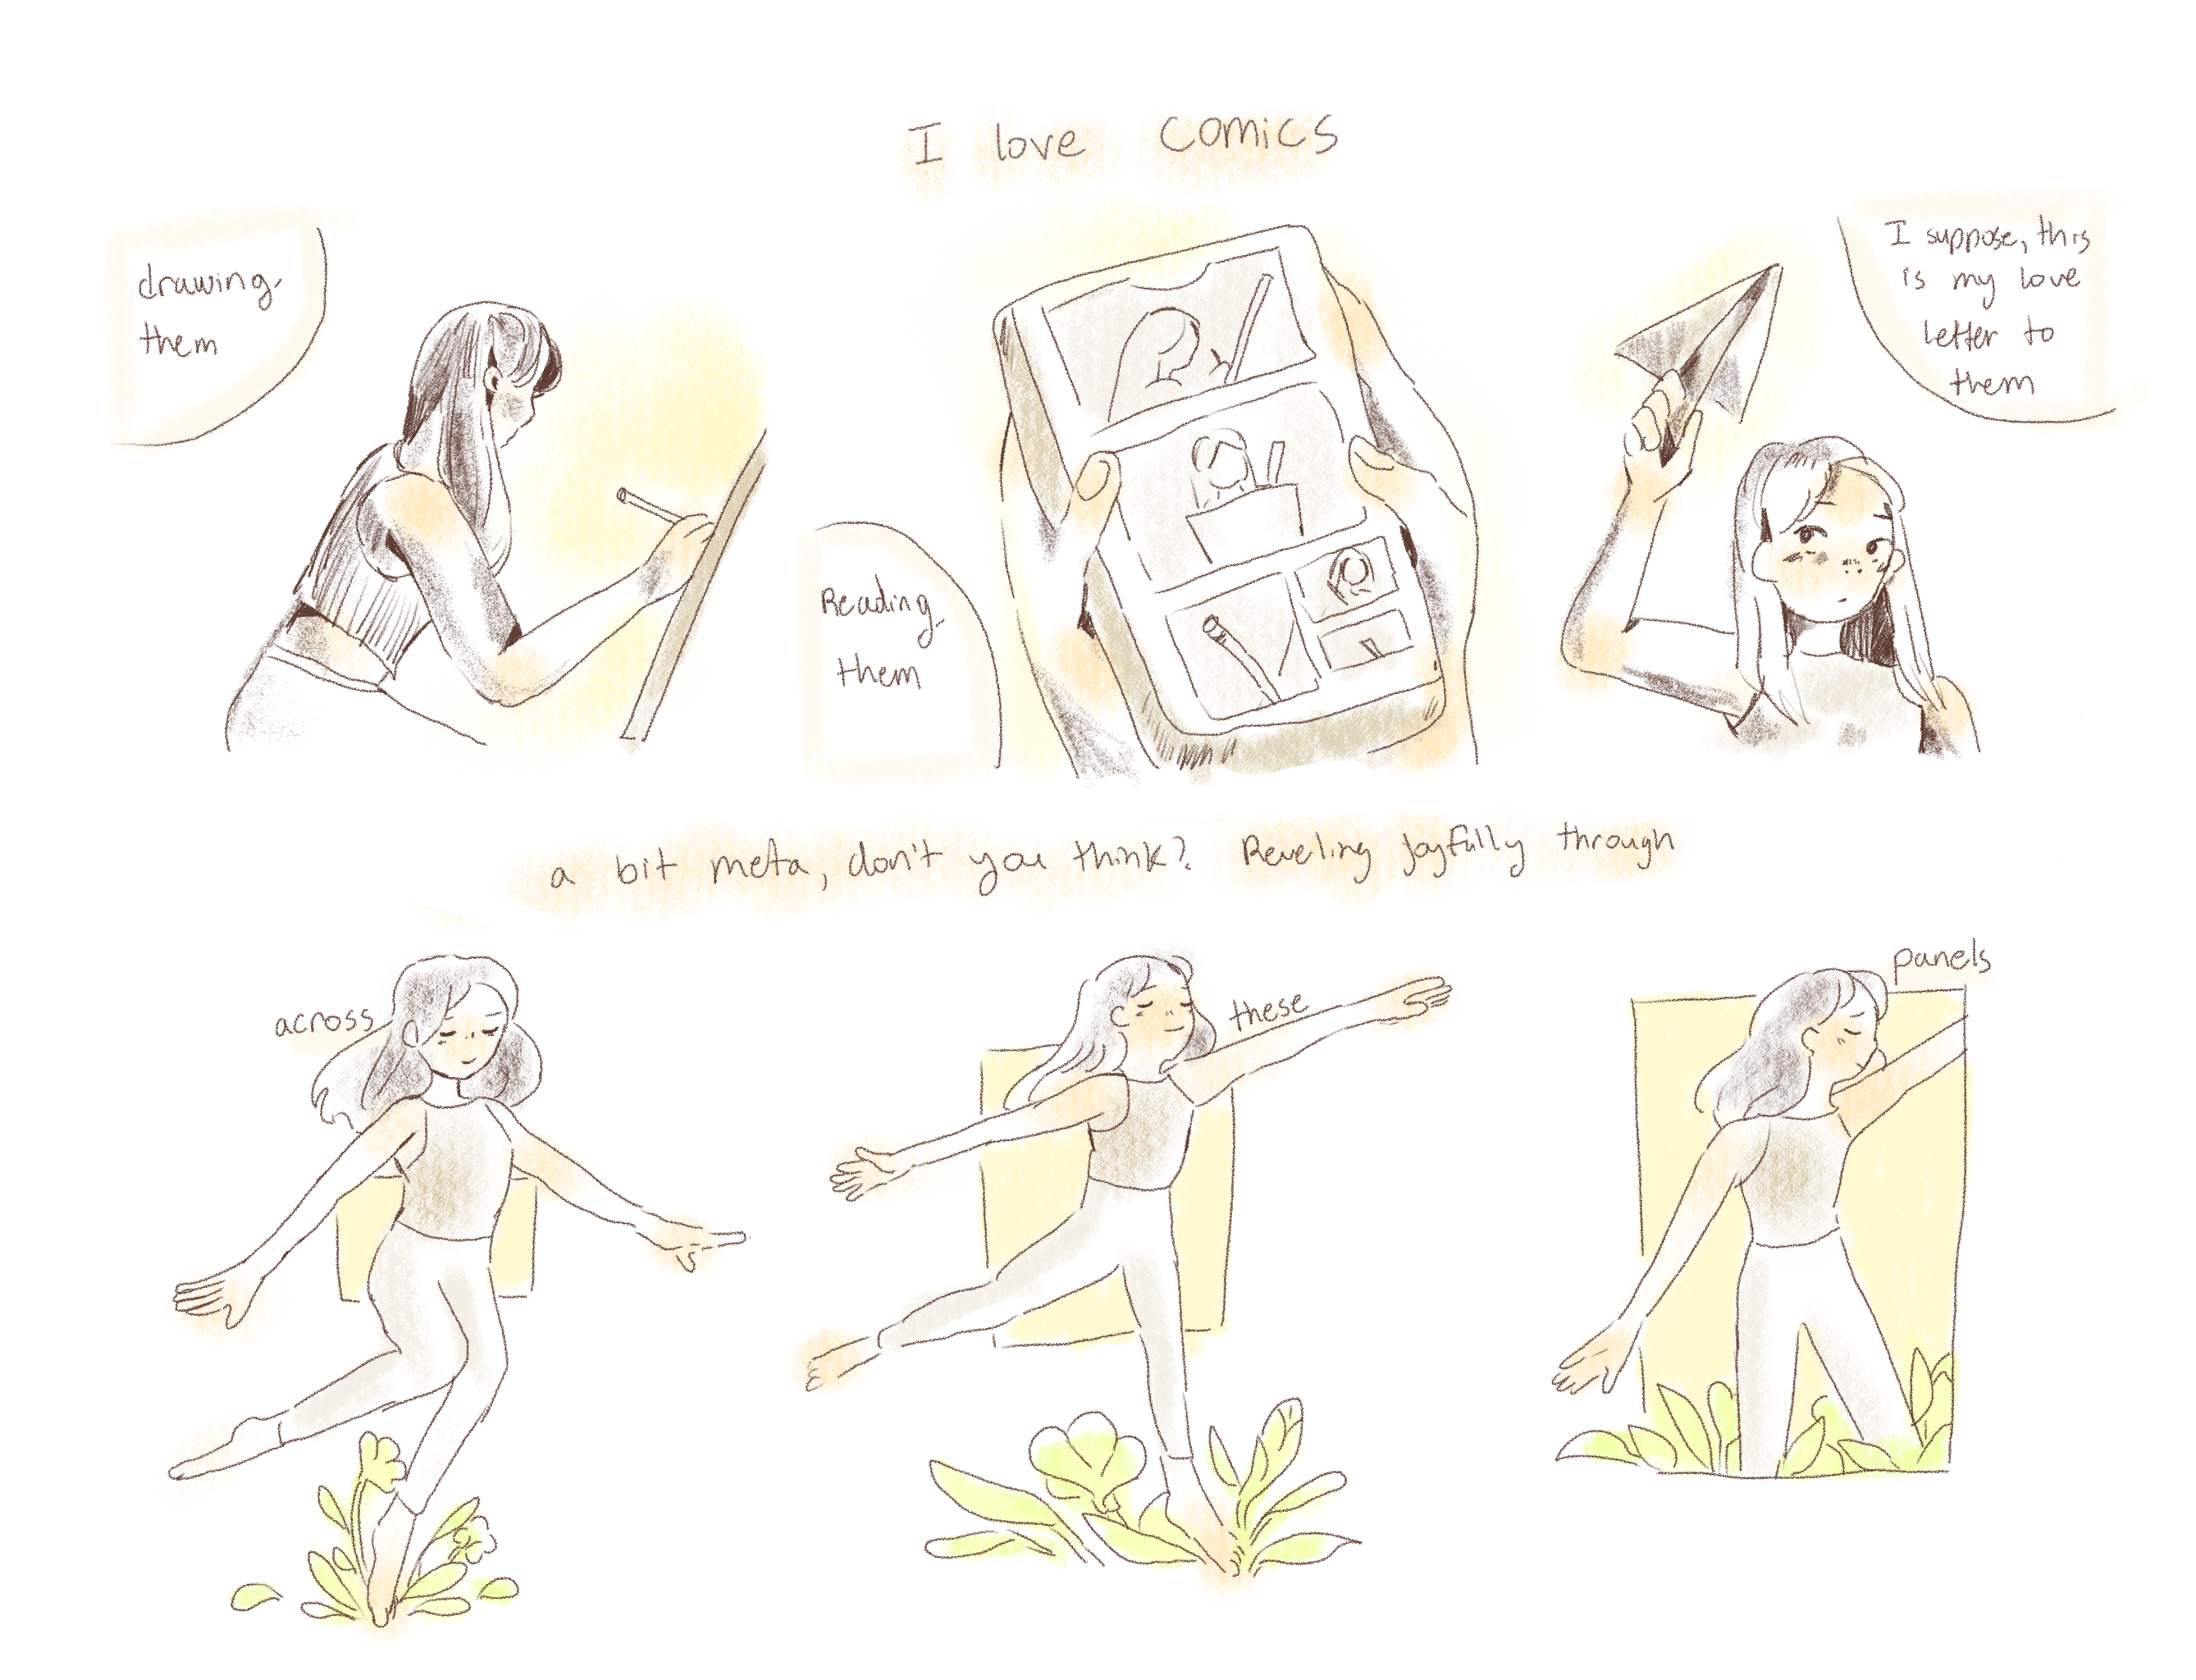 I love comics
drawing
them
Reading
them
I suppose, this
is my love
letter to
them
a bit meta, don't you think? Reveling joyfully through
across
these
panels